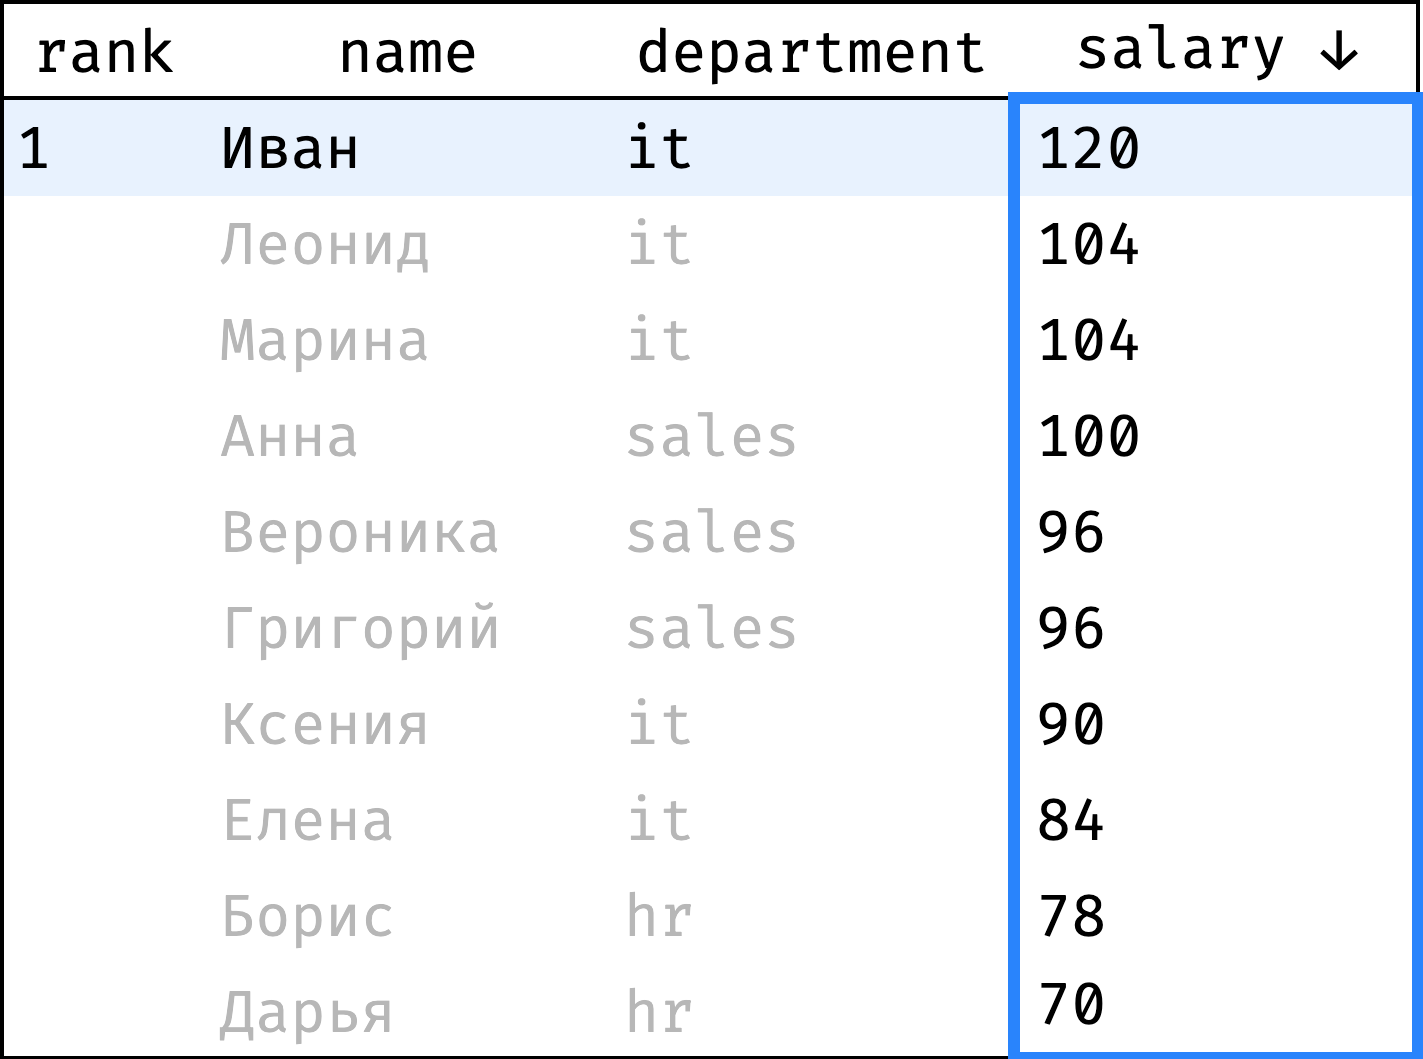 rank name department salary ↓
1 Иван it 120
Леонид it 104
Марина it 104
Анна sales 100
Вероника sales 96
Григорий sales 96
Ксения it 90
Елена it 84
Борис hr 78
Дарья hr 70